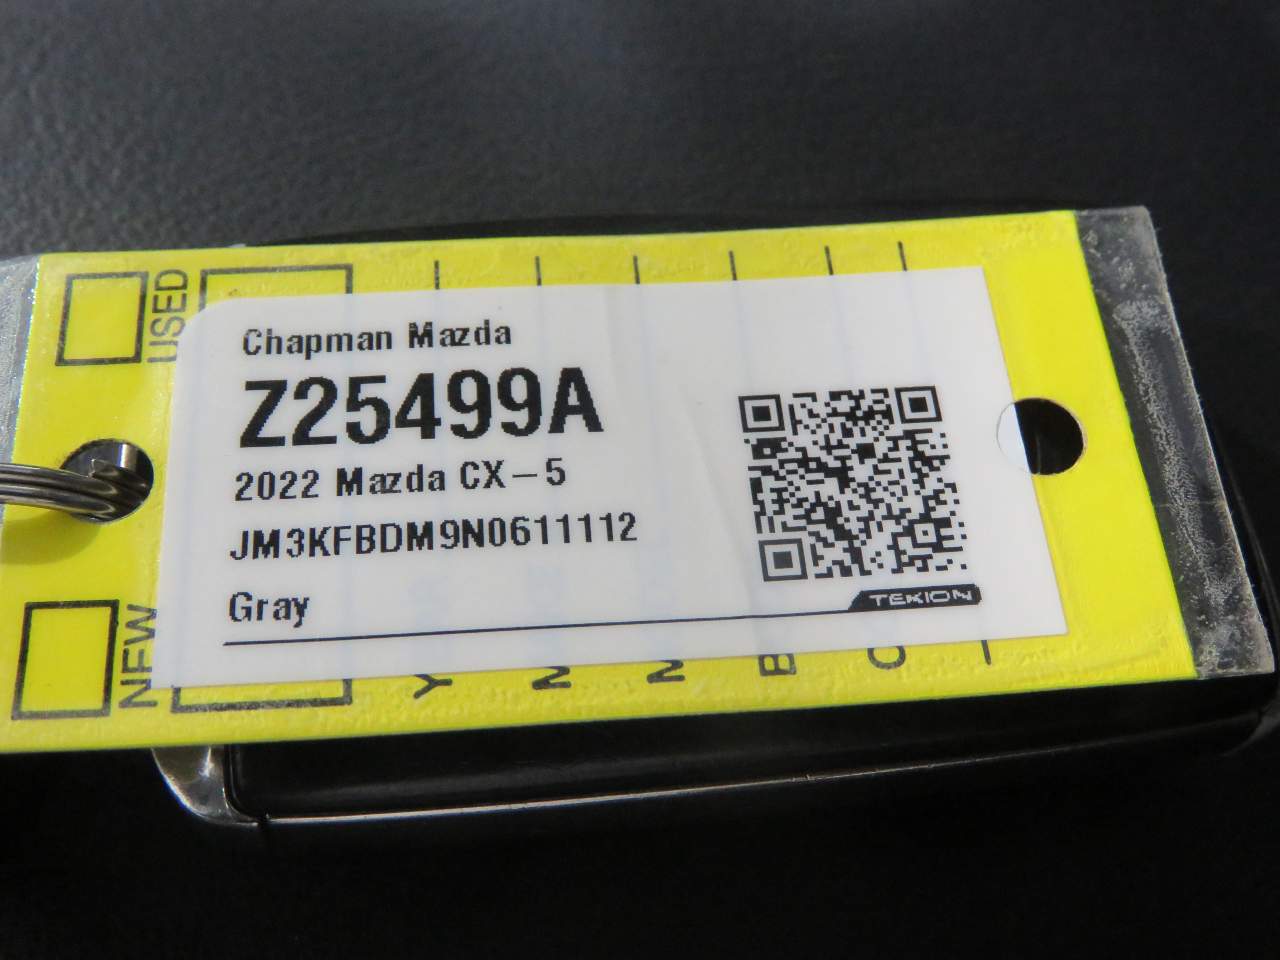 USED
Chapman Mazda
Z25499A
2022 Mazda CX-5
JM3KFBDM9N0611112
Gray
TEKION
NEW
Y